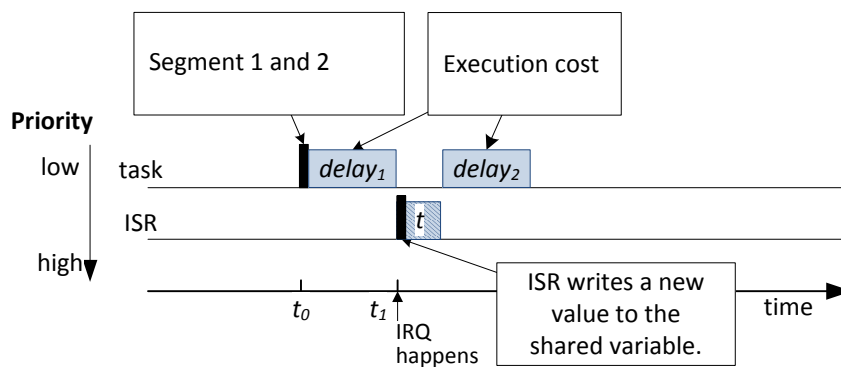 Segment 1 and 2
Execution cost
Priority
low
task
delay1
delay2
ISR
t
high
ISR writes a new
value to the
shared variable.
t0
t1
IRQ
happens
time